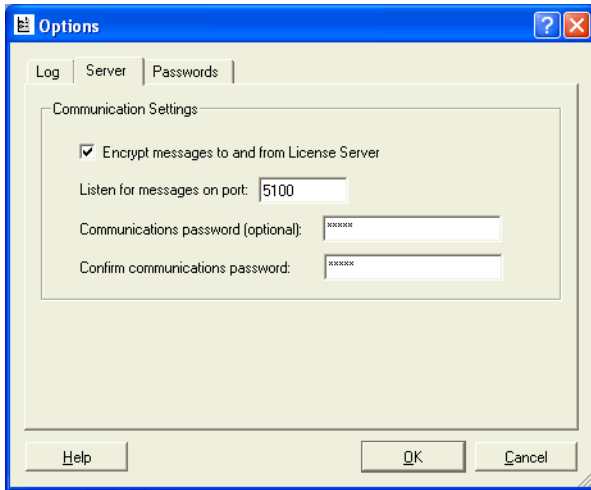 Options
Log Server Passwords
Communication Settings
Encrypt messages to and from License Server
Listen for messages on port: 5100
Communications password (optional): *****
Confirm communications password: *****
Help OK Cancel